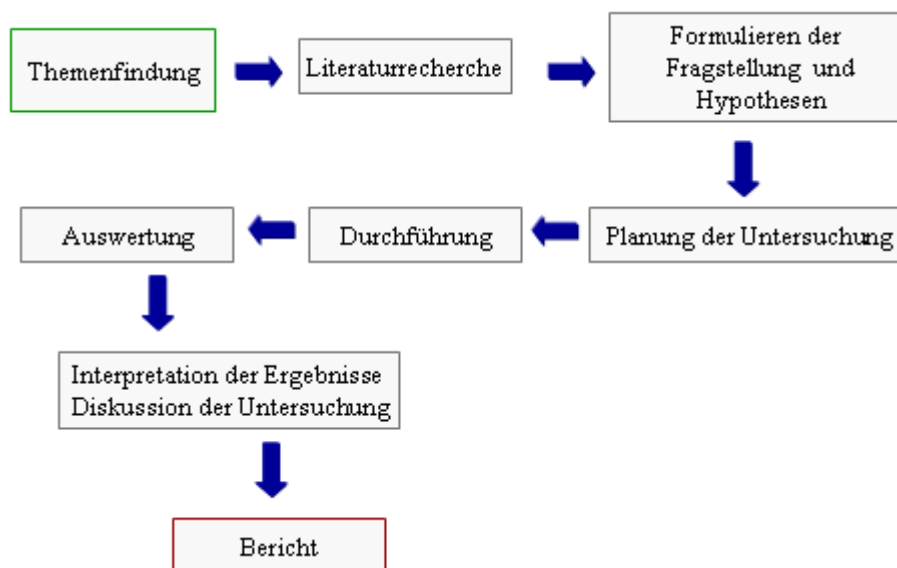 Themenfindung
Literaturrecherche
Formulieren der
Fragstellung und
Hypothesen
Planung der Untersuchung
Durchführung
Auswertung
Interpretation der Ergebnisse
Diskussion der Untersuchung
Bericht